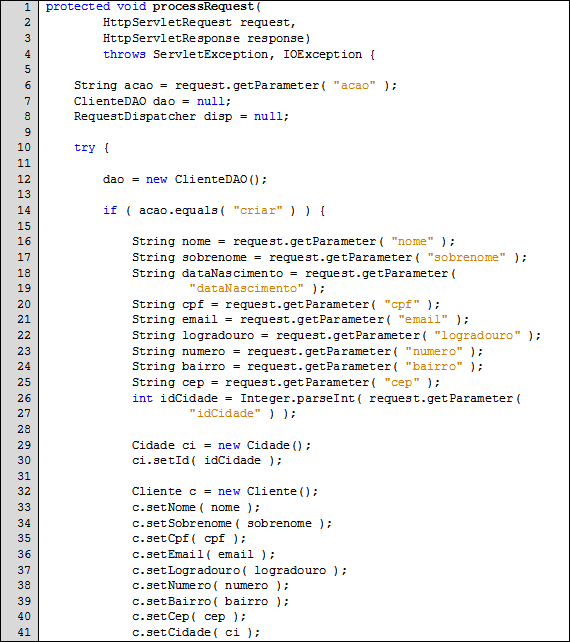 1 protected void processRequest(
2         HttpServletRequest request,
3         HttpServletResponse response)
4         throws ServletException, IOException {
5
6     String acao = request.getParameter( "acao" );
7     ClienteDAO dao = null;
8     RequestDispatcher disp = null;
9
10     try {
11
12         dao = new ClienteDAO();
13
14         if ( acao.equals( "criar" ) ) {
15
16             String nome = request.getParameter( "nome" );
17             String sobrenome = request.getParameter( "sobrenome" );
18             String dataNascimento = request.getParameter(
19                     "dataNascimento" );
20             String cpf = request.getParameter( "cpf" );
21             String email = request.getParameter( "email" );
22             String logradouro = request.getParameter( "logradouro" );
23             String numero = request.getParameter( "numero" );
24             String bairro = request.getParameter( "bairro" );
25             String cep = request.getParameter( "cep" );
26             int idCidade = Integer.parseInt( request.getParameter(
27                     "idCidade" ) );
28
29             Cidade ci = new Cidade();
30             ci.setId( idCidade );
31
32             Cliente c = new Cliente();
33             c.setNome( nome );
34             c.setSobrenome( sobrenome );
35             c.setCpf( cpf );
36             c.setEmail( email );
37             c.setLogradouro( logradouro );
38             c.setNumero( numero );
39             c.setBairro( bairro );
40             c.setCep( cep );
41             c.setCidade( ci );